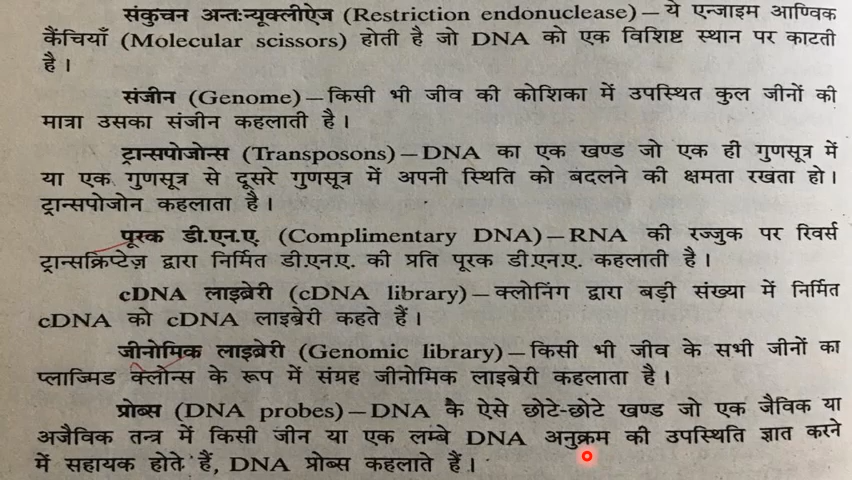 संकुचन अन्तःन्यूक्लीऐज (Restriction endonuclease) – ये एन्जाइम आण्विक
कैंचियाँ (Molecular scissors) होती है जो DNA को एक विशिष्ट स्थान पर काटती
है।
संजीन (Genome) – किसी भी जीव की कोशिका में उपस्थित कुल जीनों की
मात्रा उसका संजीन कहलाती है।
ट्रान्सपोजोन्स (Transposons) – DNA का एक खण्ड जो एक ही गुणसूत्र में
या एक गुणसूत्र से दूसरे गुणसूत्र में अपनी स्थिति को बदलने की क्षमता रखता हो।
ट्रान्सपोजोन कहलाता है।
पूरक डी.एन.ए. (Complimentary DNA) – RNA की रज्जुक पर रिवर्स
ट्रान्सक्रिप्टेज़ द्वारा निर्मित डी.एन.ए. की प्रति पूरक डी.एन.ए. कहलाती है।
cDNA लाइब्रेरी (cDNA library) – क्लोनिंग द्वारा बड़ी संख्या में निर्मित
cDNA को cDNA लाइब्रेरी कहते हैं।
जीनोमिक लाइब्रेरी (Genomic library) – किसी भी जीव के सभी जीनों का
प्लाज्मिड क्लोन्स के रूप में संग्रह जीनोमिक लाइब्रेरी कहलाता है।
प्रोब्स (DNA probes) – DNA के ऐसे छोटे-छोटे खण्ड जो एक जैविक या
अजैविक तन्त्र में किसी जीन या एक लम्बे DNA अनुक्रम की उपस्थिति ज्ञात करने
में सहायक होते हैं, DNA प्रोब्स कहलाते हैं।